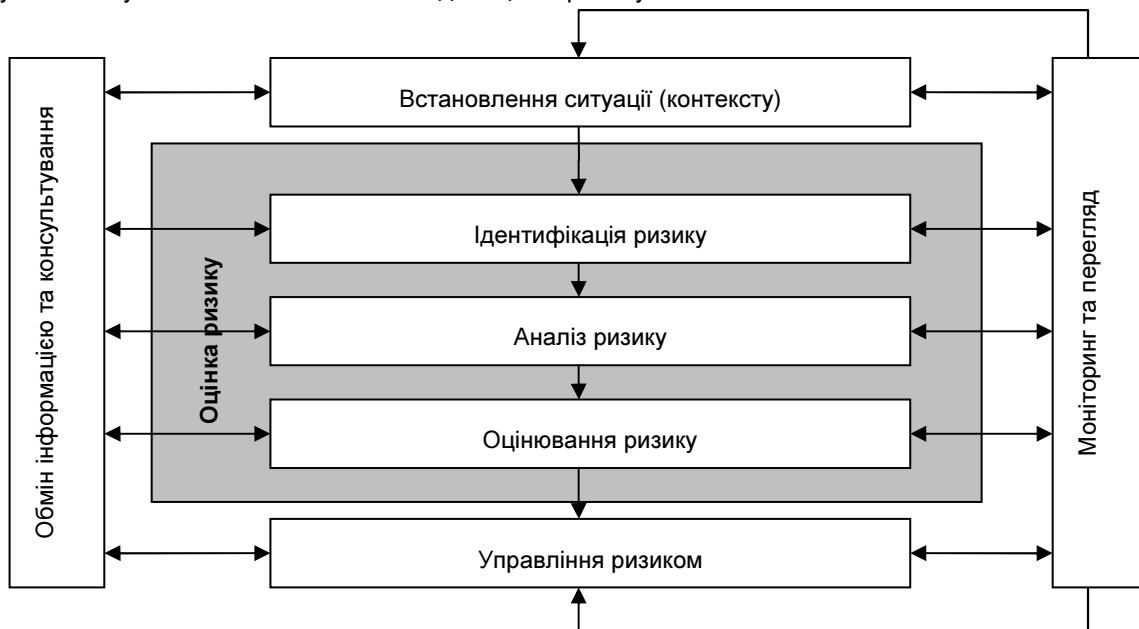 Встановлення ситуації (контексту)
Обмін інформацією та консультування
Оцінка ризику
Ідентифікація ризику
Аналіз ризику
Оцінювання ризику
Управління ризиком
Моніторинг та перегляд